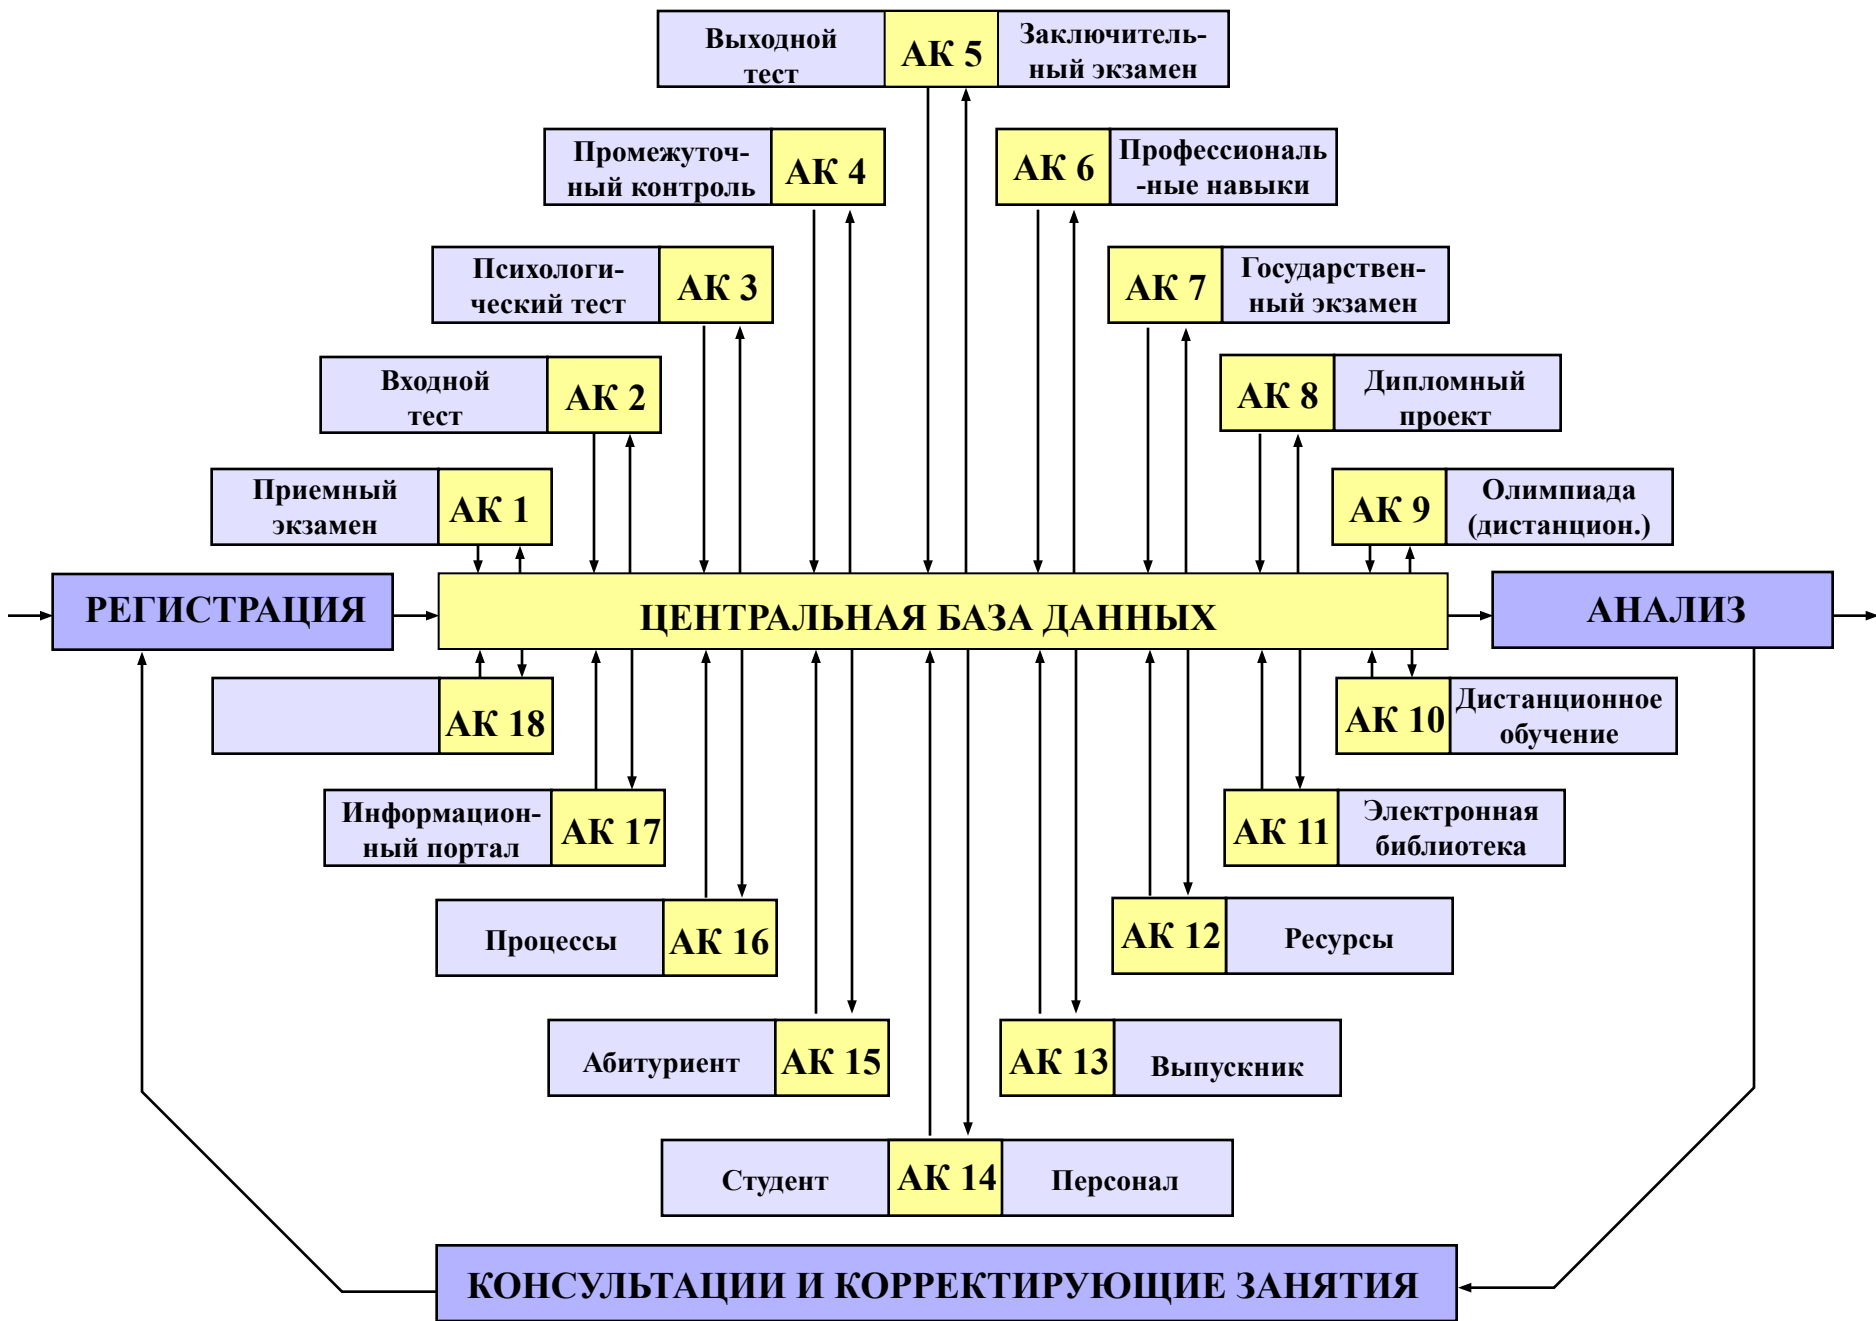 Выходной
тест
АК 5
Заключитель-
ный экзамен
Промежуточ-
ный контроль
АК 4
АК 6
Профессиональ
-ные навыки
Психологи-
ческий тест
АК 3
АК 7
Государствен-
ный экзамен
Входной
тест
АК 2
АК 8
Дипломный
проект
Приемный
экзамен
АК 1
АК 9
Олимпиада
(дистанцион.)
РЕГИСТРАЦИЯ
ЦЕНТРАЛЬНАЯ БАЗА ДАННЫХ
АНАЛИЗ
АК 18
АК 10
Дистанционное
обучение
Информацион-
ный портал
АК 17
АК 11
Электронная
библиотека
Процессы
АК 16
АК 12
Ресурсы
Абитуриент
АК 15
АК 13
Выпускник
Студент
АК 14
Персонал
КОНСУЛЬТАЦИИ И КОРРЕКТИРУЮЩИЕ ЗАНЯТИЯ